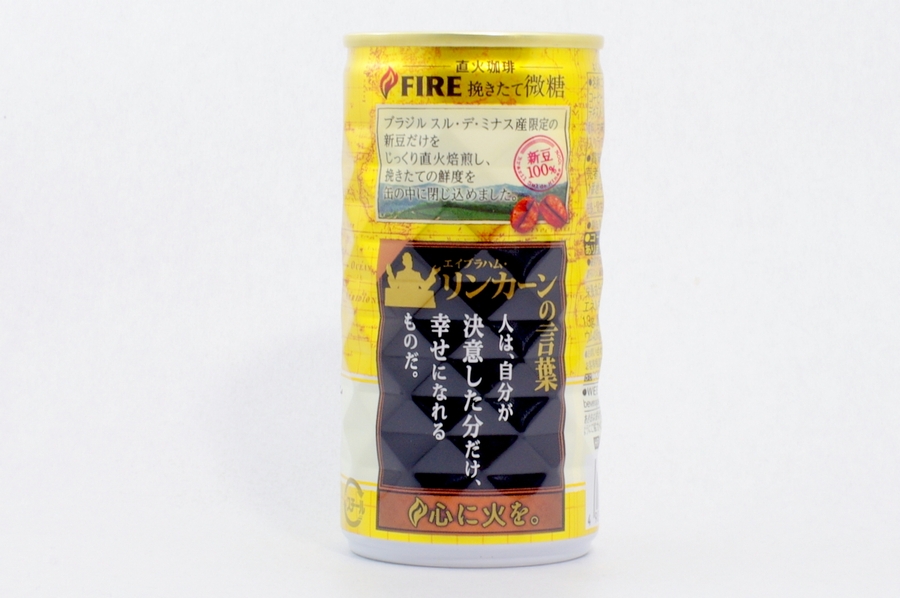 直火珈琲
FIRE 挽きたて微糖
ブラジル スル・デ・ミナス産限定の
新豆だけを
じっくり直火焙煎し、
挽きたての鮮度を
缶の中に閉じ込めました。
新豆
100%
エイブラハム・
リンカーン
の言葉
人は、自分が
決意した分だけ、
幸せになれる
ものだ。
心に火を。
スチール